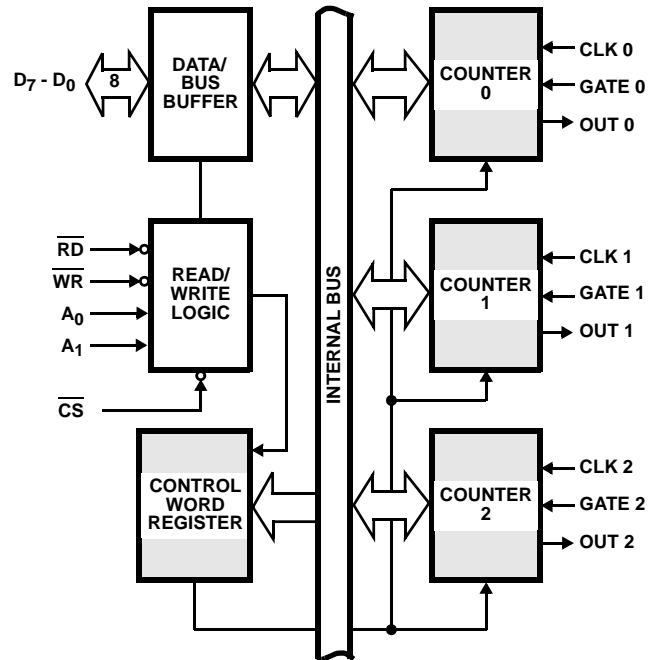 D7 - D0
8
DATA/
BUS
BUFFER
RD
WR
A0
A1
CS
READ/
WRITE
LOGIC
CONTROL
WORD
REGISTER
INTERNAL BUS
COUNTER
0
CLK 0
GATE 0
OUT 0
COUNTER
1
CLK 1
GATE 1
OUT 1
COUNTER
2
CLK 2
GATE 2
OUT 2